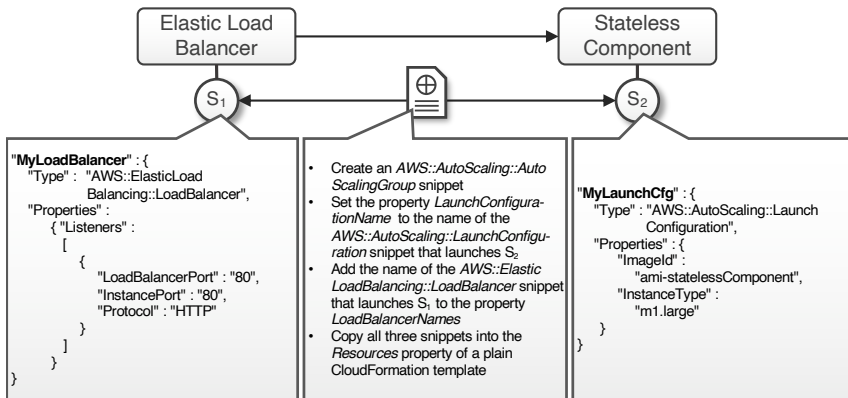 Elastic Load
Balancer
Stateless
Component
S₁
S₂
"MyLoadBalancer" : {
"Type" : "AWS::ElasticLoad
Balancing::LoadBalancer",
"Properties" :
{ "Listeners" :
[
{
"LoadBalancerPort" : "80",
"InstancePort" : "80",
"Protocol" : "HTTP"
}
]
}
}
• Create an AWS::AutoScaling::Auto
ScalingGroup snippet
• Set the property LaunchConfigura-
tionName to the name of the
AWS::AutoScaling::LaunchConfigu-
ration snippet that launches S₂
• Add the name of the AWS::Elastic
LoadBalancing::LoadBalancer snippet
that launches S₁ to the property
LoadBalancerNames
• Copy all three snippets into the
Resources property of a plain
CloudFormation template
"MyLaunchCfg" : {
"Type" : "AWS::AutoScaling::Launch
Configuration",
"Properties" : {
"ImageId" :
"ami-statelessComponent",
"InstanceType" :
"m1.large"
}
}